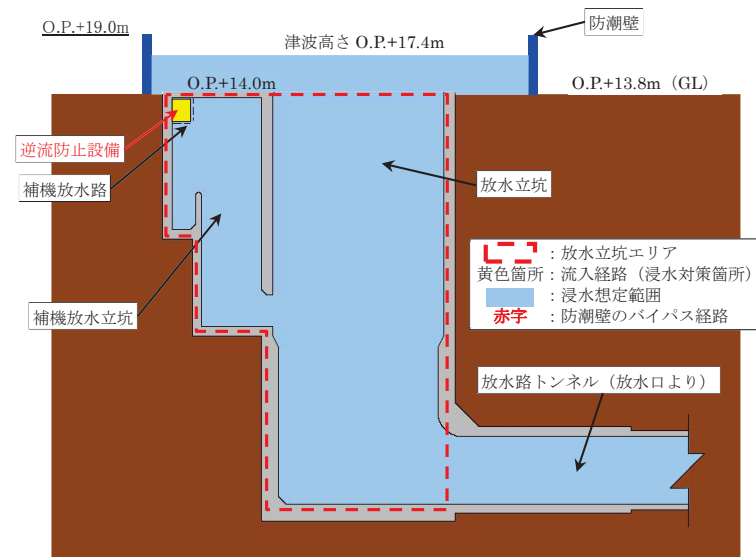 O.P.+19.0m
防潮壁
津波高さ O.P.+17.4m
O.P.+14.0m
O.P.+13.8m（GL）
逆流防止設備
補機放水路
放水立坑
補機放水立坑
：放水立坑エリア
黄色箇所：流入経路（浸水対策箇所）
：浸水想定範囲
赤字：防潮壁のバイパス経路
放水路トンネル（放水口より）